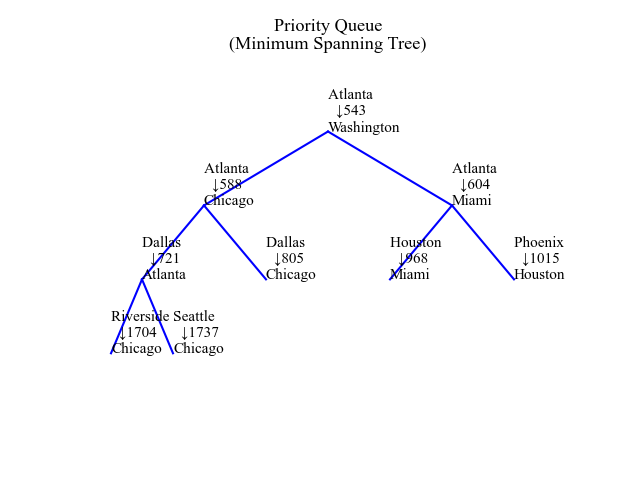 Priority Queue
(Minimum Spanning Tree)
Atlanta
↓543
Washington
Atlanta
↓588
Chicago
Atlanta
↓604
Miami
Dallas
↓721
Atlanta
Dallas
↓805
Chicago
Houston
↓968
Miami
Phoenix
↓1015
Houston
Riverside
↓1704
Chicago
Seattle
↓1737
Chicago